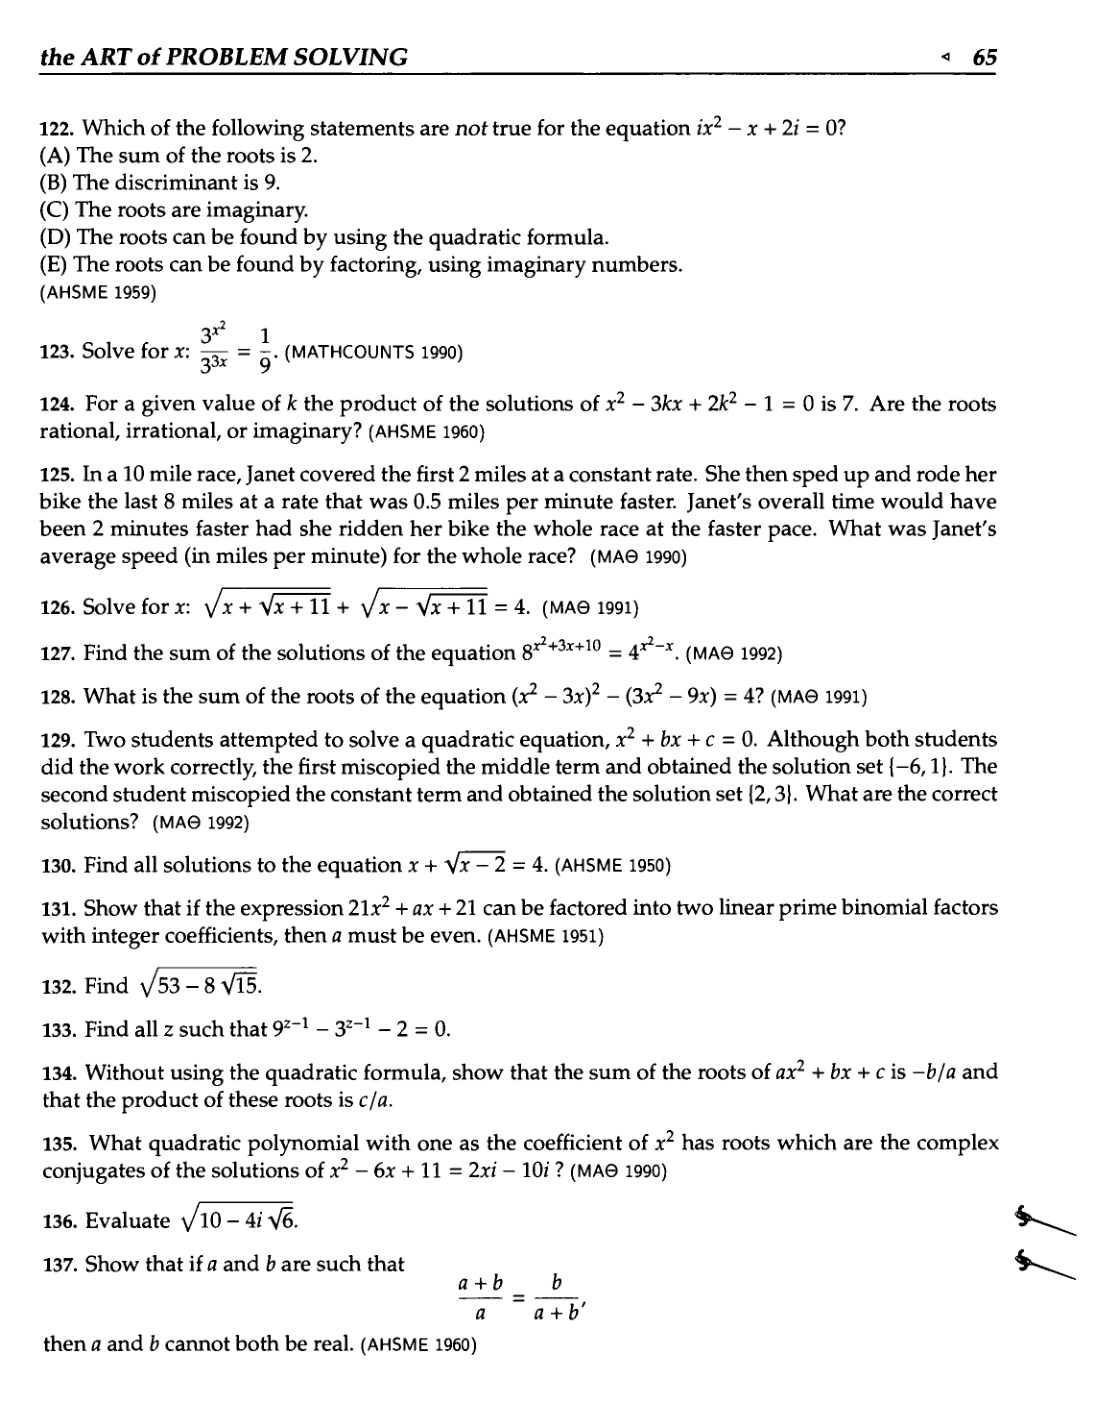 the ART of PROBLEM SOLVING ◃ 65
122. Which of the following statements are not true for the equation ix² − x + 2i = 0?
(A) The sum of the roots is 2.
(B) The discriminant is 9.
(C) The roots are imaginary.
(D) The roots can be found by using the quadratic formula.
(E) The roots can be found by factoring, using imaginary numbers.
(AHSME 1959)
123. Solve for x: 3^(x²)/3^(3x) = 1/9. (MATHCOUNTS 1990)
124. For a given value of k the product of the solutions of x² − 3kx + 2k² − 1 = 0 is 7. Are the roots
rational, irrational, or imaginary? (AHSME 1960)
125. In a 10 mile race, Janet covered the first 2 miles at a constant rate. She then sped up and rode her
bike the last 8 miles at a rate that was 0.5 miles per minute faster. Janet's overall time would have
been 2 minutes faster had she ridden her bike the whole race at the faster pace. What was Janet's
average speed (in miles per minute) for the whole race? (MAΘ 1990)
126. Solve for x: √(x + √(x + 11)) + √(x − √(x + 11)) = 4. (MAΘ 1991)
127. Find the sum of the solutions of the equation 8^(x²+3x+10) = 4^(x²−x). (MAΘ 1992)
128. What is the sum of the roots of the equation (x² − 3x)² − (3x² − 9x) = 4? (MAΘ 1991)
129. Two students attempted to solve a quadratic equation, x² + bx + c = 0. Although both students
did the work correctly, the first miscopied the middle term and obtained the solution set {−6, 1}. The
second student miscopied the constant term and obtained the solution set {2, 3}. What are the correct
solutions? (MAΘ 1992)
130. Find all solutions to the equation x + √(x − 2) = 4. (AHSME 1950)
131. Show that if the expression 21x² + ax + 21 can be factored into two linear prime binomial factors
with integer coefficients, then a must be even. (AHSME 1951)
132. Find √(53 − 8√15).
133. Find all z such that 9^(z−1) − 3^(z−1) − 2 = 0.
134. Without using the quadratic formula, show that the sum of the roots of ax² + bx + c is −b/a and
that the product of these roots is c/a.
135. What quadratic polynomial with one as the coefficient of x² has roots which are the complex
conjugates of the solutions of x² − 6x + 11 = 2xi − 10i ? (MAΘ 1990)
136. Evaluate √(10 − 4i√6).
137. Show that if a and b are such that
(a + b)/a = b/(a + b),
then a and b cannot both be real. (AHSME 1960)